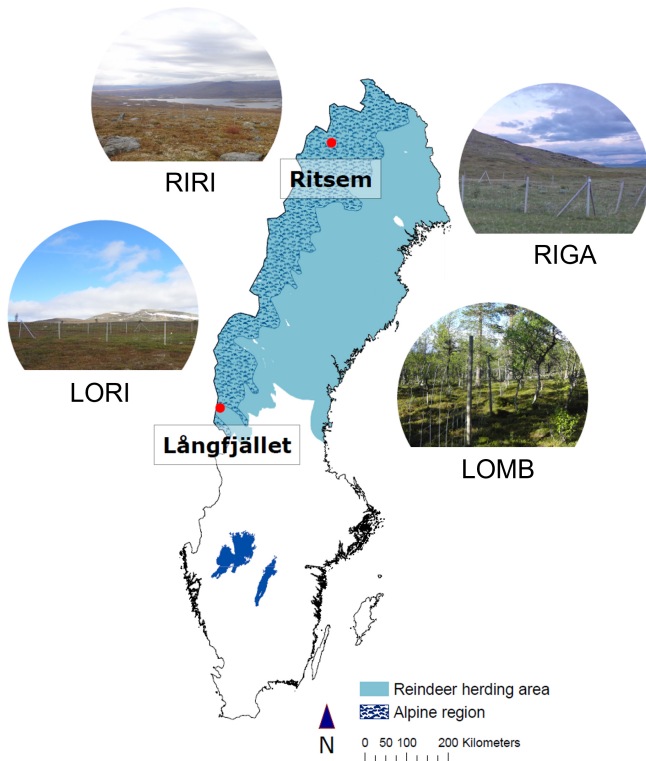 RIRI
Ritsem
RIGA
LORI
Långfjället
LOMB
Reindeer herding area
Alpine region
N
0 50 100 200 Kilometers